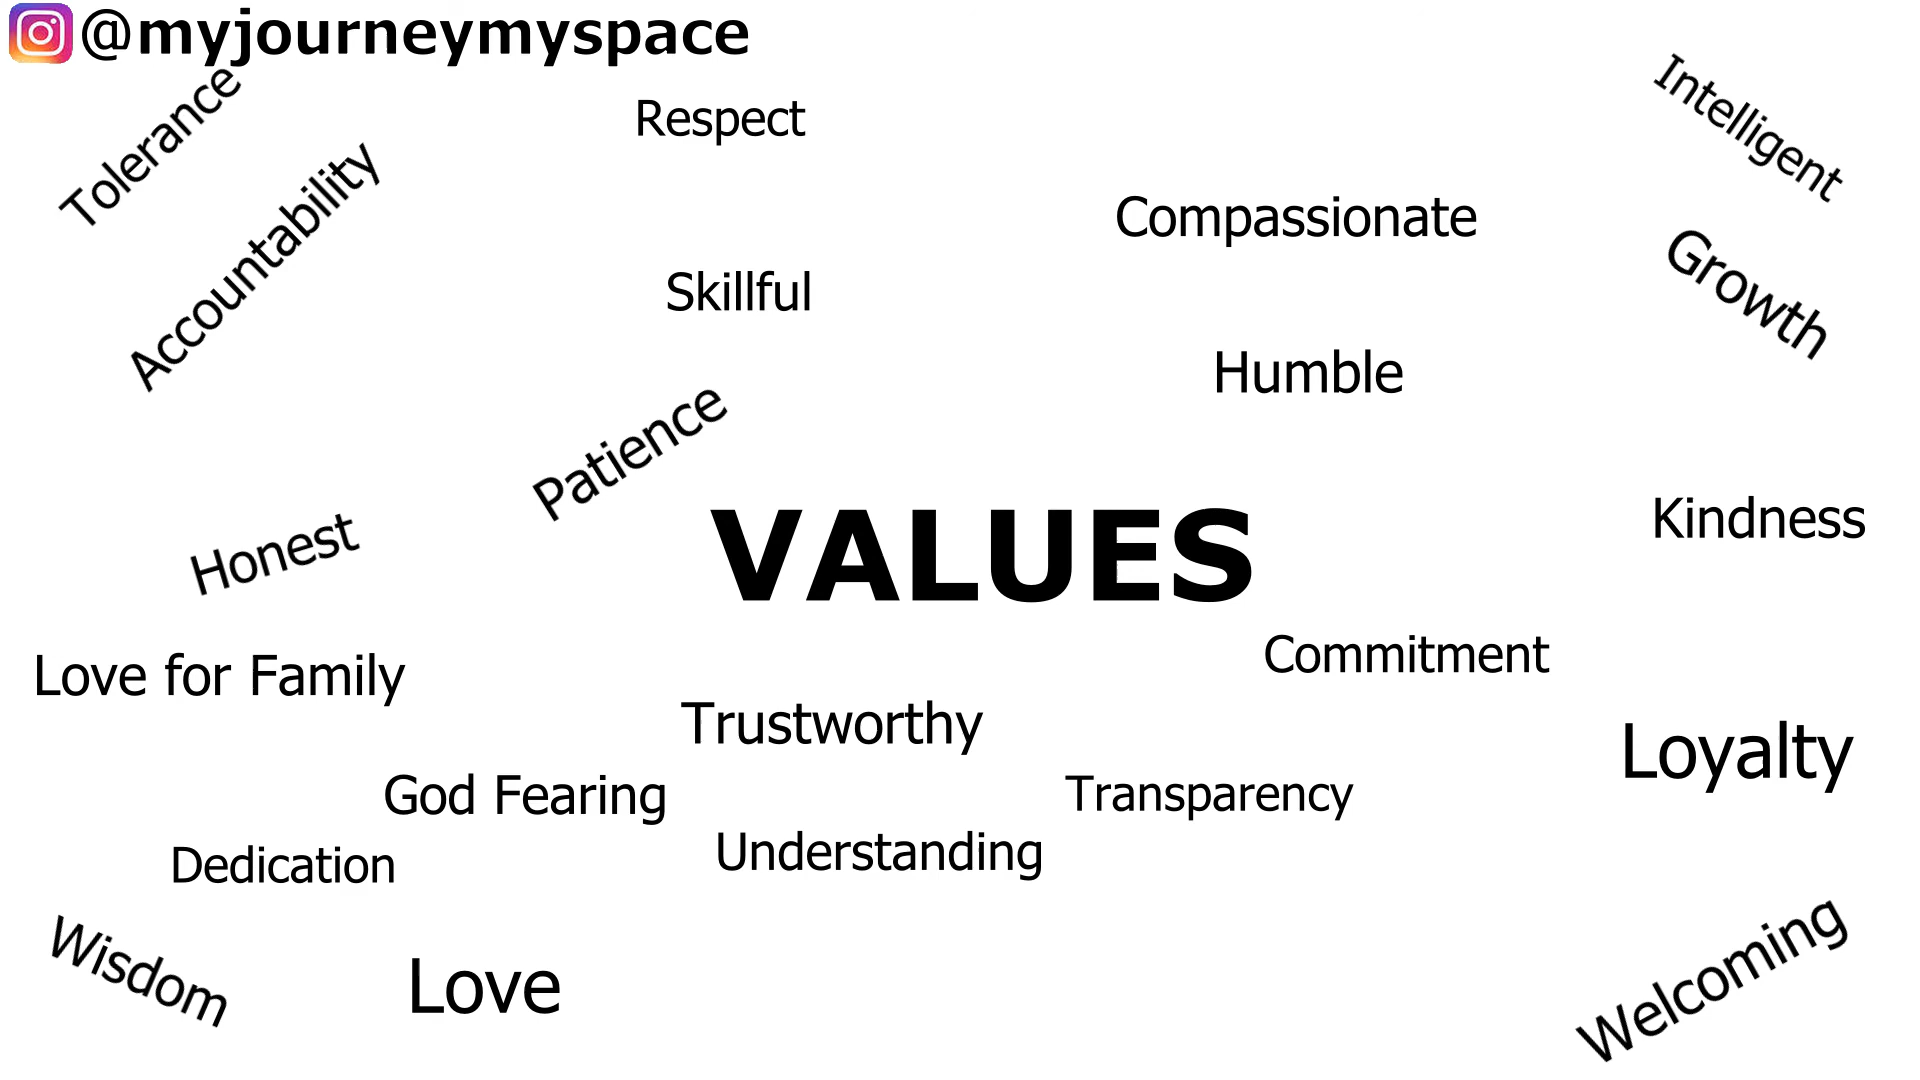 @myjourneymyspace
Tolerance
Respect
Intelligent
Accountability
Compassionate
Growth
Skillful
Humble
Patience
Honest
VALUES
Kindness
Love for Family
Commitment
Trustworthy
Loyalty
God Fearing
Transparency
Dedication
Understanding
Wisdom
Love
Welcoming